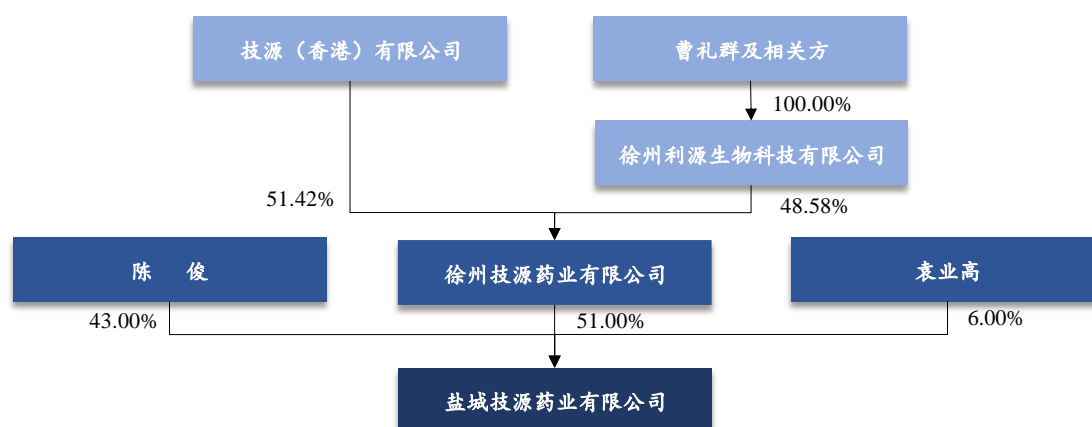 技源（香港）有限公司
曹礼群及相关方
100.00%
徐州利源生物科技有限公司
51.42%
48.58%
陈 俊
徐州技源药业有限公司
袁业高
43.00%
51.00%
6.00%
盐城技源药业有限公司